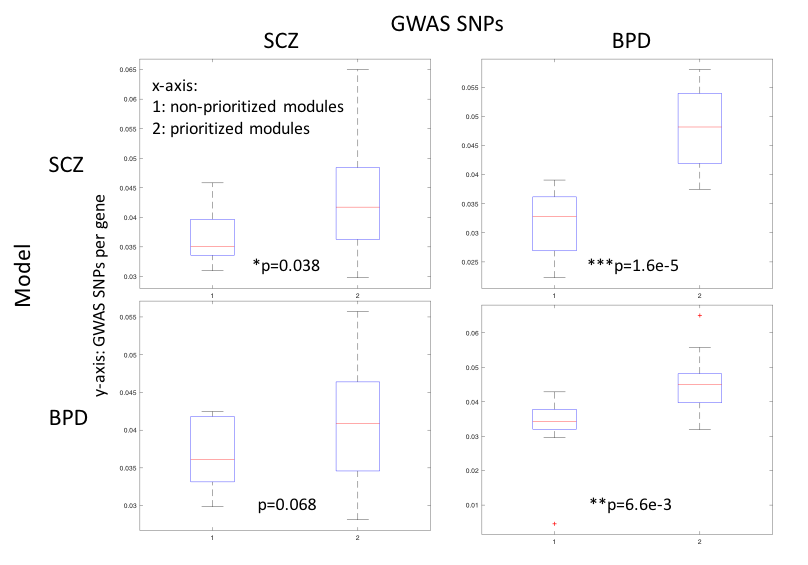 GWAS SNPs
SCZ
BPD
0.065
0.06
0.055
0.05
0.045
0.04
0.035
0.03
x-axis:
1: non-prioritized modules
2: prioritized modules
*p=0.038
1
2
0.055
0.05
0.045
0.04
0.035
0.03
0.025
***p=1.6e-5
1
2
SCZ
Model
y-axis: GWAS SNPs per gene
BPD
0.055
0.045
0.04
0.035
0.03
p=0.068
1
2
0.06
0.05
0.04
0.03
0.02
0.01
**p=6.6e-3
1
2